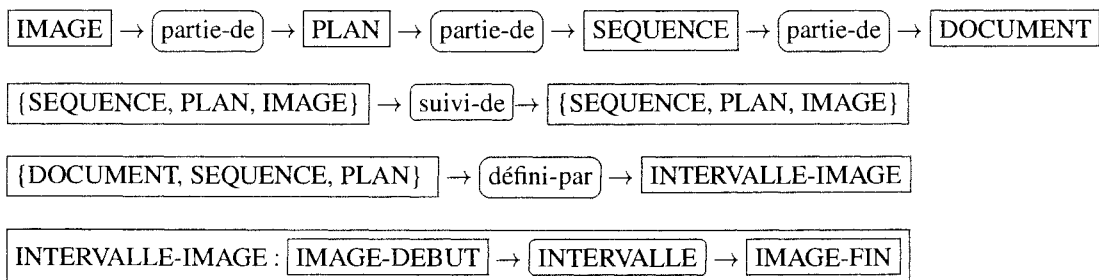 IMAGE → partie-de → PLAN → partie-de → SEQUENCE → partie-de → DOCUMENT
{SEQUENCE, PLAN, IMAGE} → suivi-de → {SEQUENCE, PLAN, IMAGE}
{DOCUMENT, SEQUENCE, PLAN} → défini-par → INTERVALLE-IMAGE
INTERVALLE-IMAGE : IMAGE-DEBUT → INTERVALLE → IMAGE-FIN